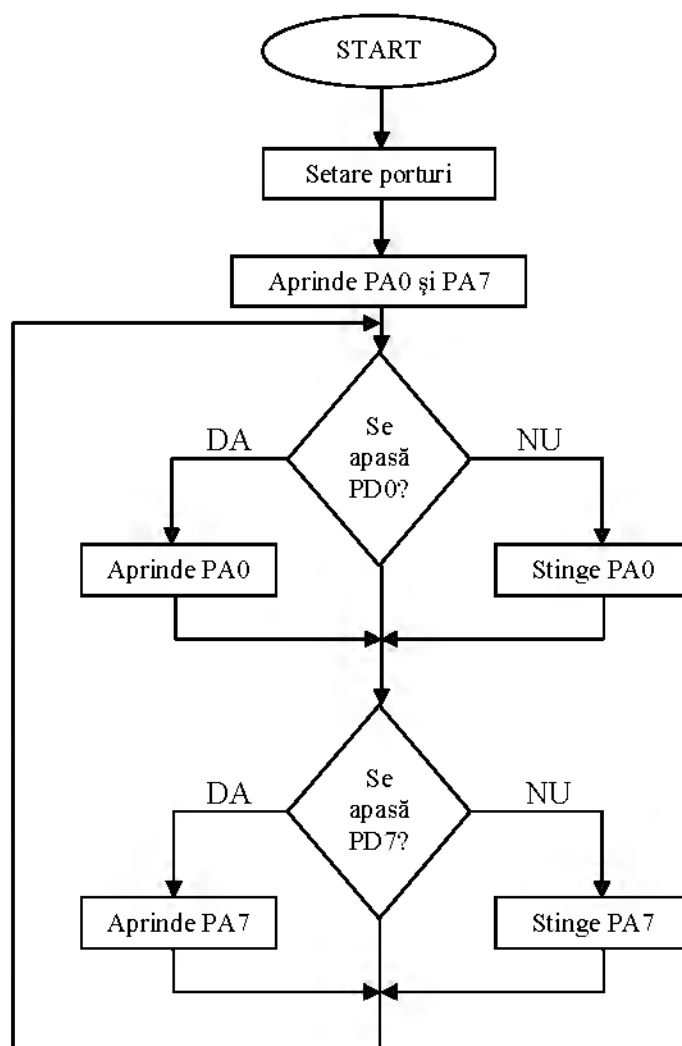 START
Setare porturi
Aprinde PA0 şi PA7
Se
apasă
PD0?
DA
NU
Aprinde PA0
Stinge PA0
Se
apasă
PD7?
DA
NU
Aprinde PA7
Stinge PA7